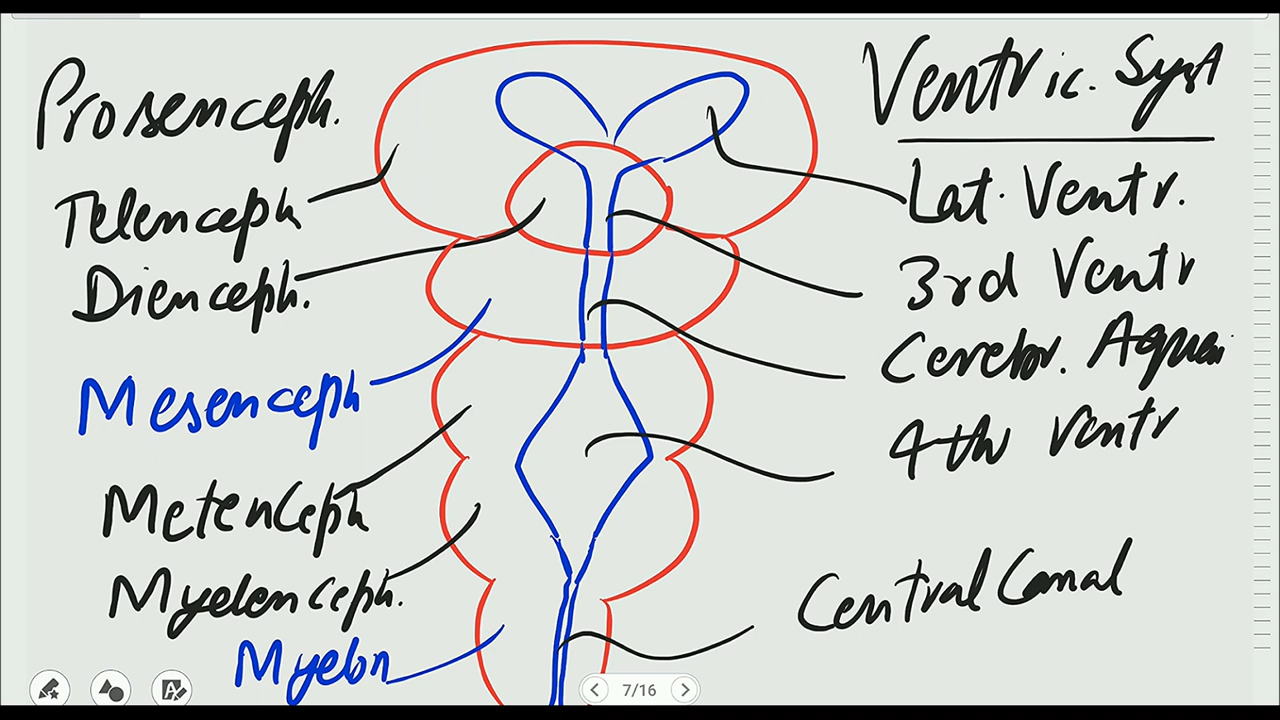 Prosenceph.
Telenceph
Dienceph.
Mesenceph
Metenceph
Myelenceph.
Myelon
Ventric. Syst
Lat. Ventr.
3rd Ventr
Cerebr. Aquai
4th Ventr
Central Canal
7/16